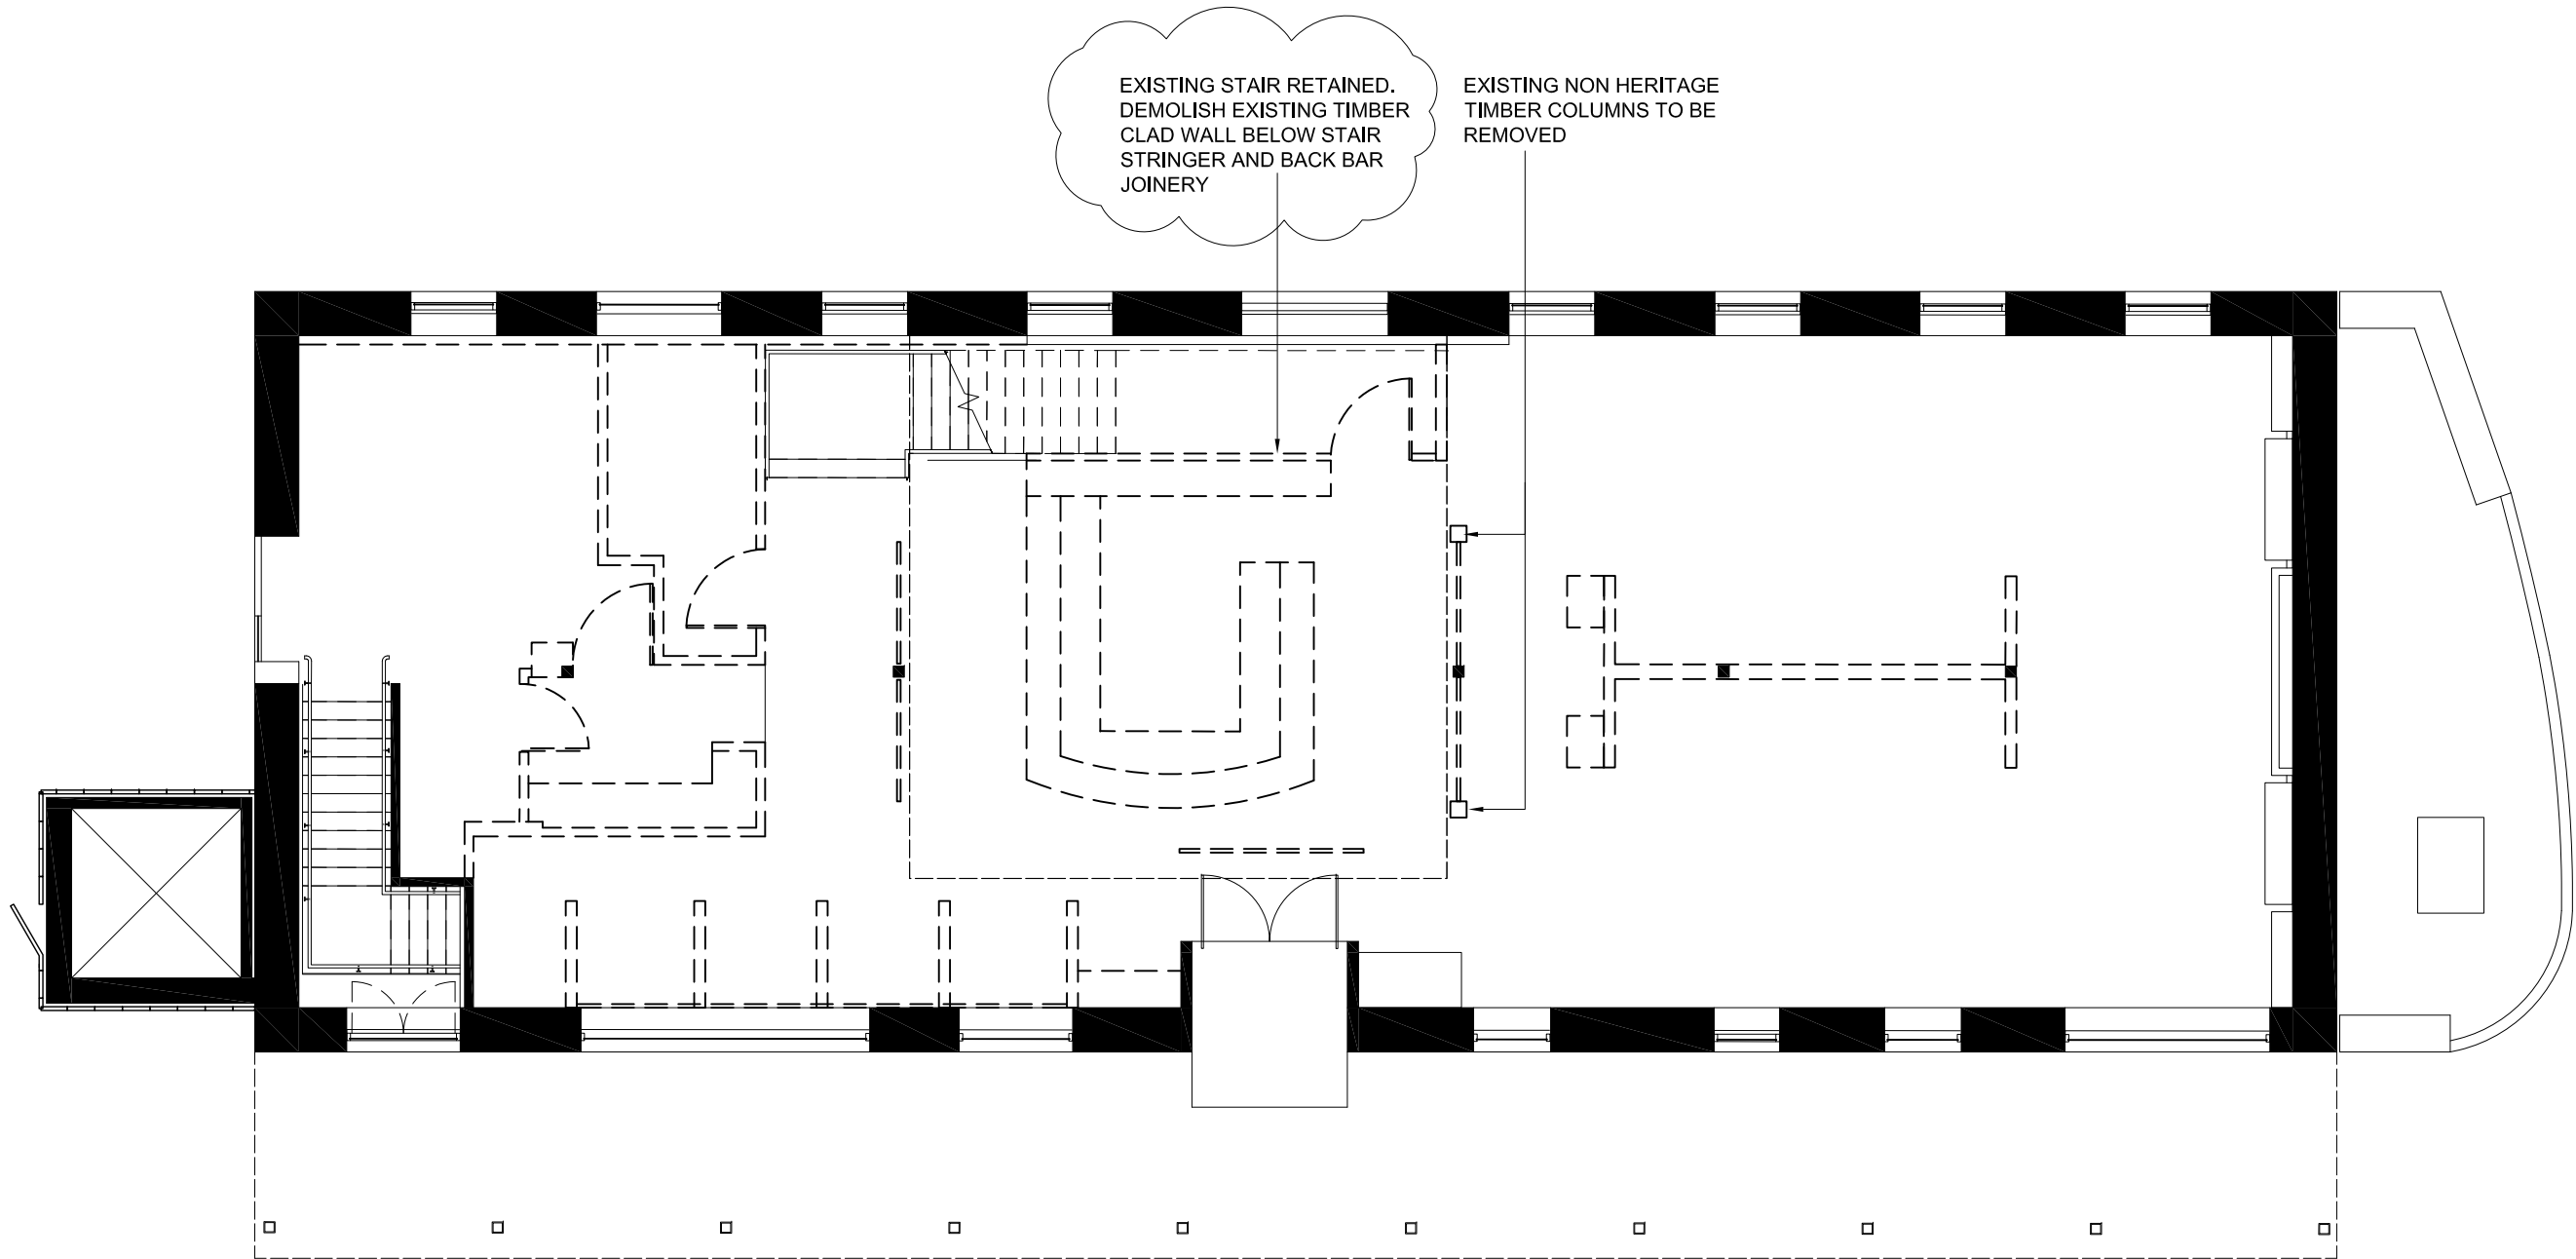 EXISTING STAIR RETAINED.
DEMOLISH EXISTING TIMBER
CLAD WALL BELOW STAIR
STRINGER AND BACK BAR
JOINERY
EXISTING NON HERITAGE
TIMBER COLUMNS TO BE
REMOVED